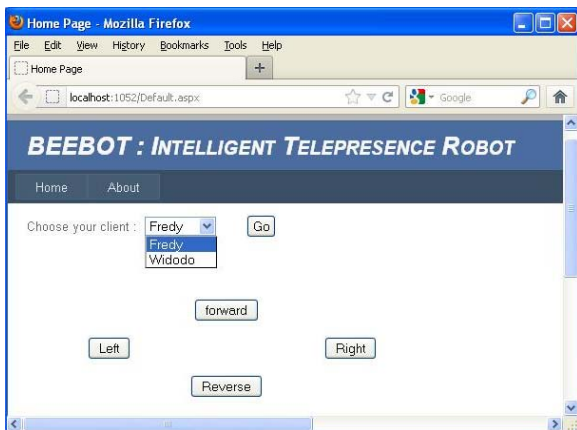 Home Page - Mozilla Firefox
File Edit View History Bookmarks Tools Help
Home Page +
localhost:1052/Default.aspx Google
BEEBOT : INTELLIGENT TELEPRESENCE ROBOT
Home About
Choose your client : Fredy Go
Fredy
Widodo
forward
Left Right
Reverse